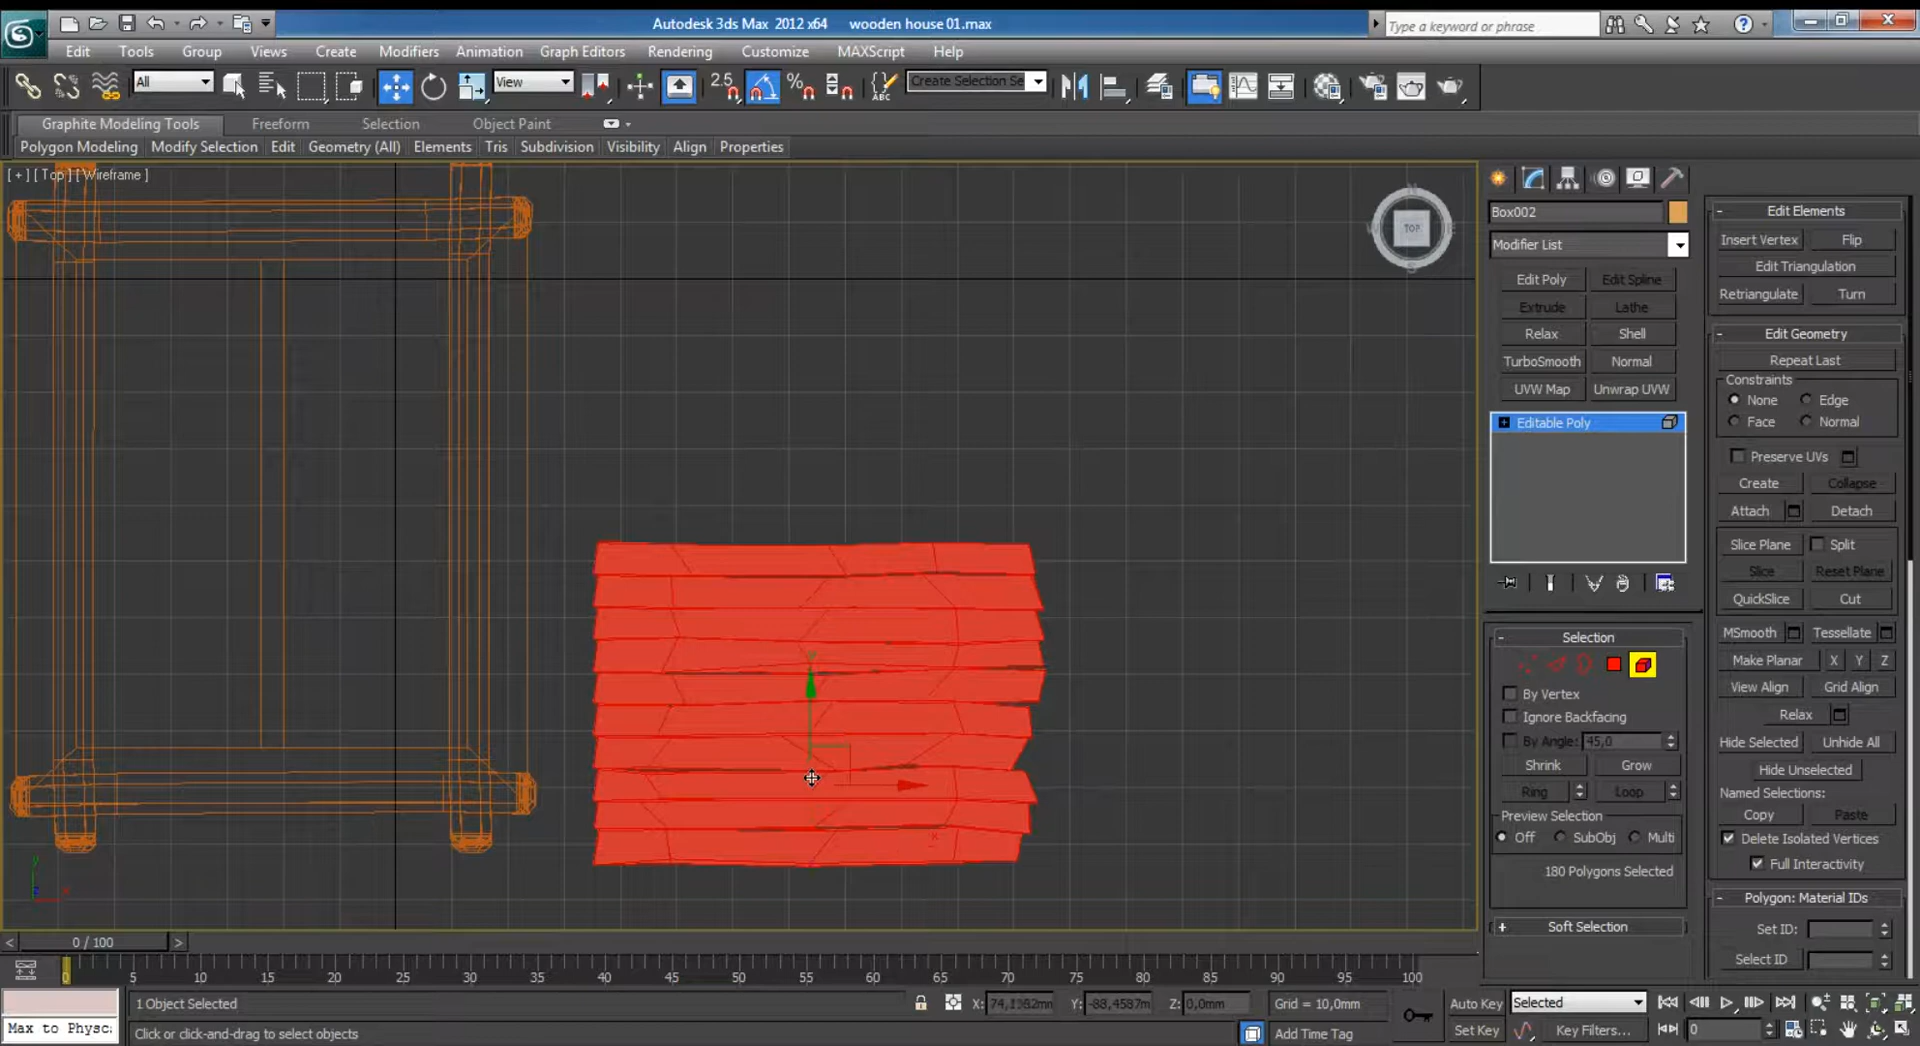 Autodesk 3ds Max 2012 x64 wooden house 01.max
Type a keyword or phrase
Edit Tools Group Views Create Modifiers Animation Graph Editors Rendering Customize MAXScript Help
All View 2.5 % ABC Create Selection Se
Graphite Modeling Tools Freeform Selection Object Paint
Polygon Modeling Modify Selection Edit Geometry (All) Elements Tris Subdivision Visibility Align Properties
[ + ] [ Top ] [ Wireframe ]
TOP
Box002
Modifier List
Edit Poly Edit Spline
Extrude Lathe
Relax Shell
TurboSmooth Normal
UVW Map Unwrap UVW
Editable Poly
Selection
By Vertex
Ignore Backfacing
By Angle: 45,0
Shrink Grow
Ring Loop
Preview Selection
Off SubObj Multi
180 Polygons Selected
Soft Selection
Edit Elements
Insert Vertex Flip
Edit Triangulation
Retriangulate Turn
Edit Geometry
Repeat Last
Constraints
None Edge
Face Normal
Preserve UVs
Create Collapse
Attach Detach
Slice Plane Split
Slice Reset Plane
QuickSlice Cut
MSmooth Tessellate
Make Planar X Y Z
View Align Grid Align
Relax
Hide Selected Unhide All
Hide Unselected
Named Selections:
Copy Paste
Delete Isolated Vertices
Full Interactivity
Polygon: Material IDs
Set ID:
Select ID
< 0 / 100 >
0 5 10 15 20 25 30 35 40 45 50 55 60 65 70 75 80 85 90 95 100
1 Object Selected X: Y: Z: 0,0mm Grid = 10,0mm Auto Key Selected
Max to Physc: Click or click-and-drag to select objects Add Time Tag Set Key Key Filters... 0